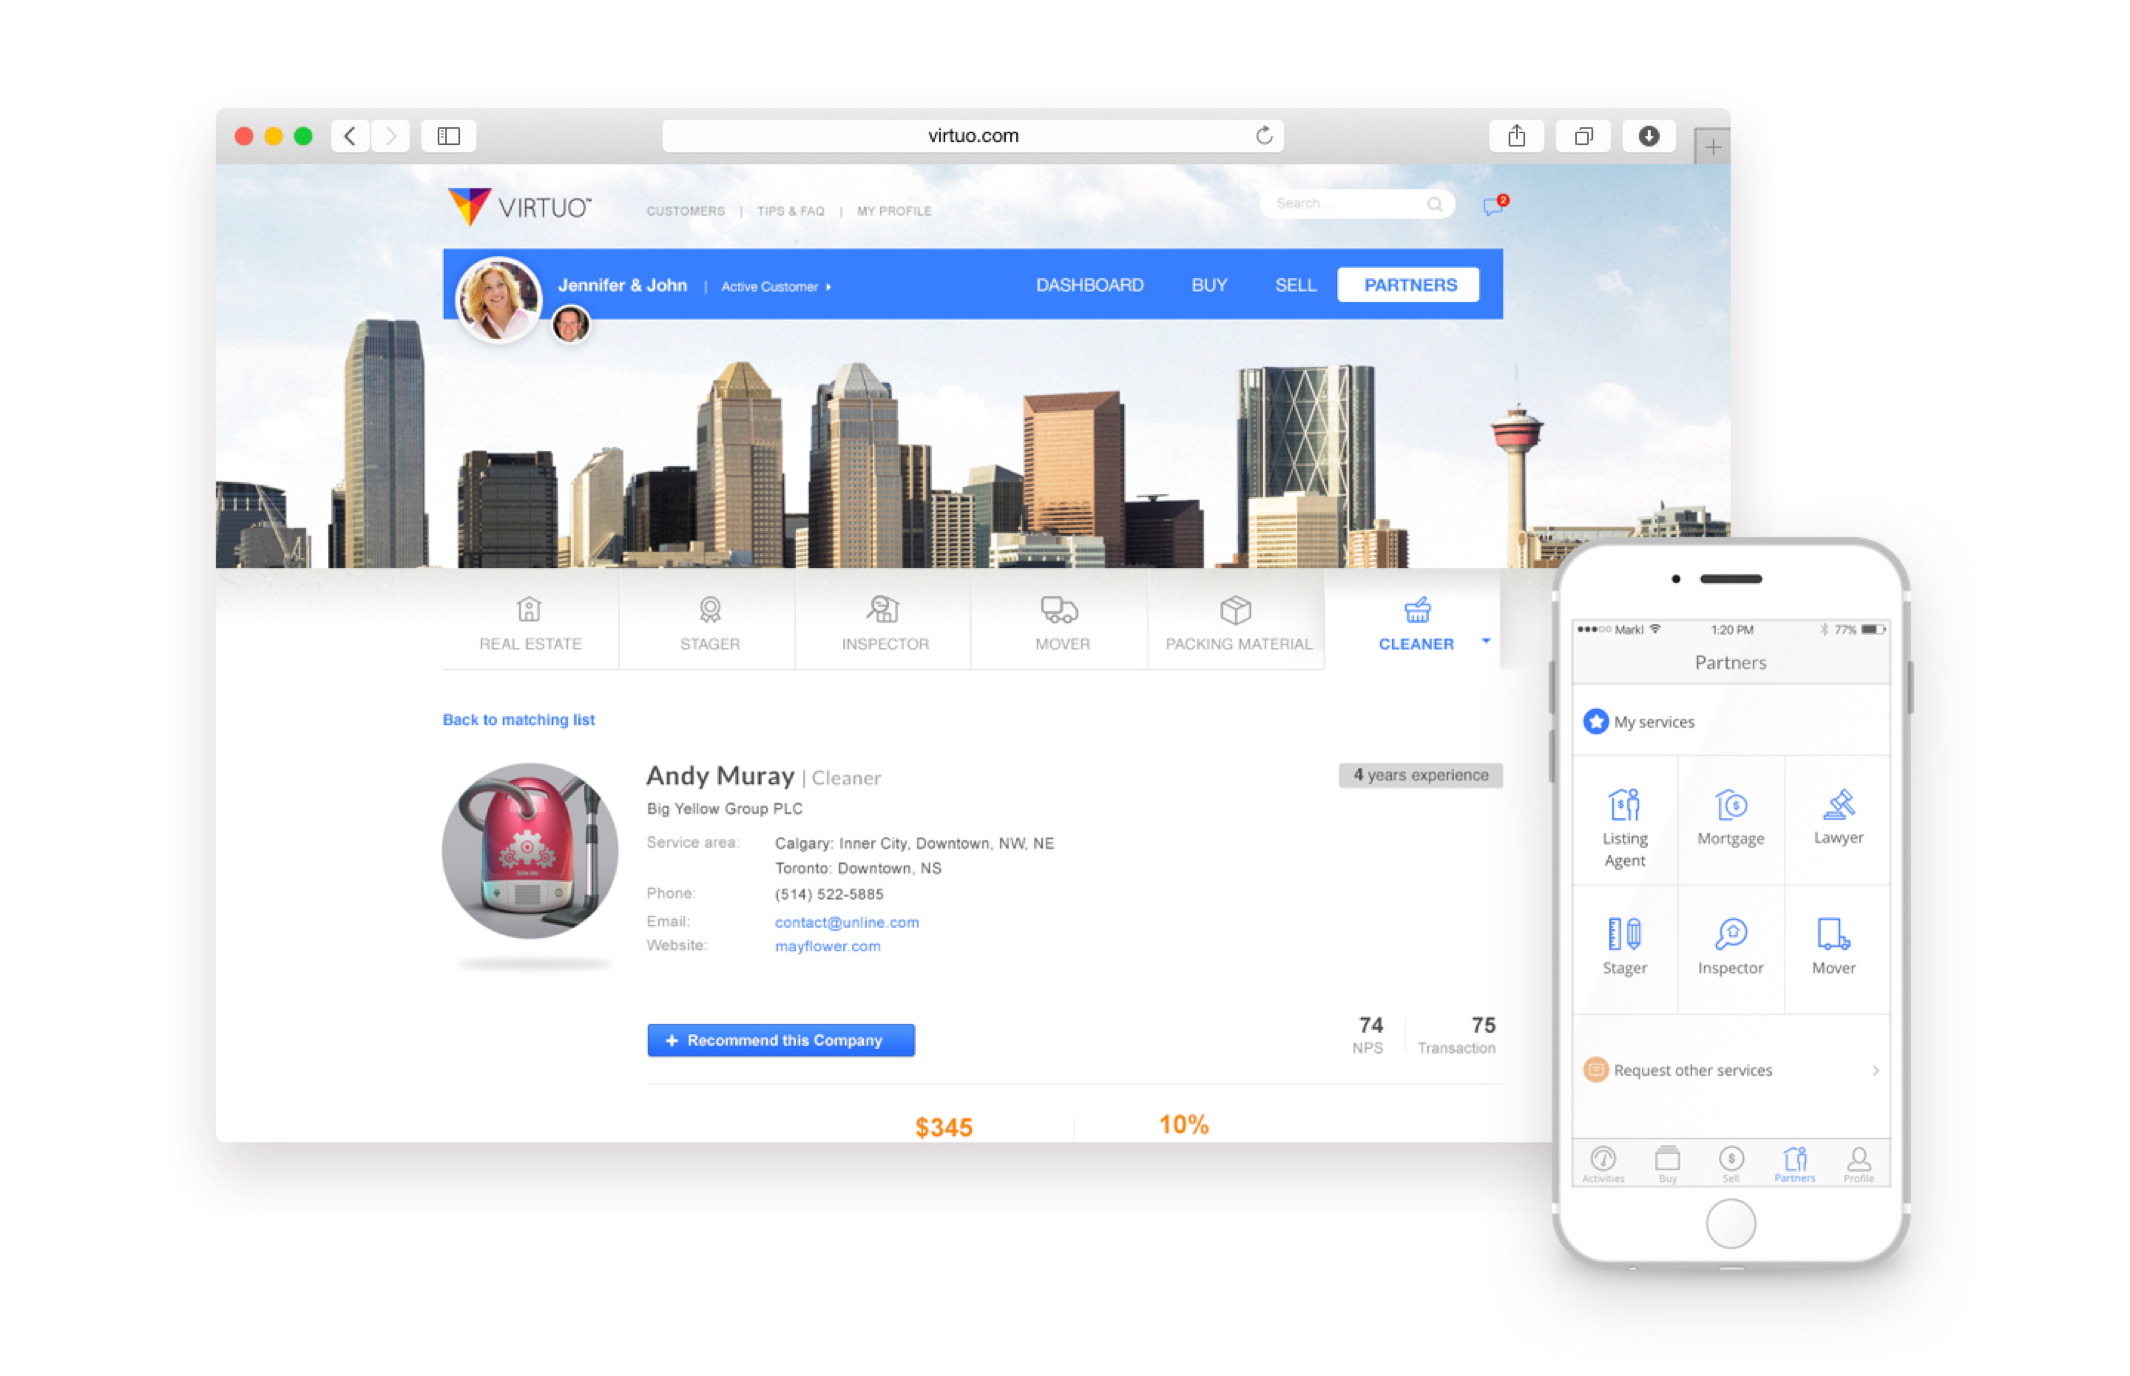 virtuo.com
VIRTUO™
CUSTOMERS | TIPS & FAQ | MY PROFILE
Search...
2
Jennifer & John | Active Customer
DASHBOARD BUY SELL PARTNERS
REAL ESTATE
STAGER
INSPECTOR
MOVER
PACKING MATERIAL
CLEANER
Back to matching list
Andy Muray | Cleaner
4 years experience
Big Yellow Group PLC
Service area: Calgary: Inner City, Downtown, NW, NE
Toronto: Downtown, NS
Phone: (514) 522-5885
Email: contact@unline.com
Website: mayflower.com
+ Recommend this Company
74
NPS
75
Transaction
$345
10%
Markl 1:20 PM 77%
Partners
My services
Listing
Agent
Mortgage
Lawyer
Stager
Inspector
Mover
Request other services
Activities
Buy
Sell
Partners
Profile